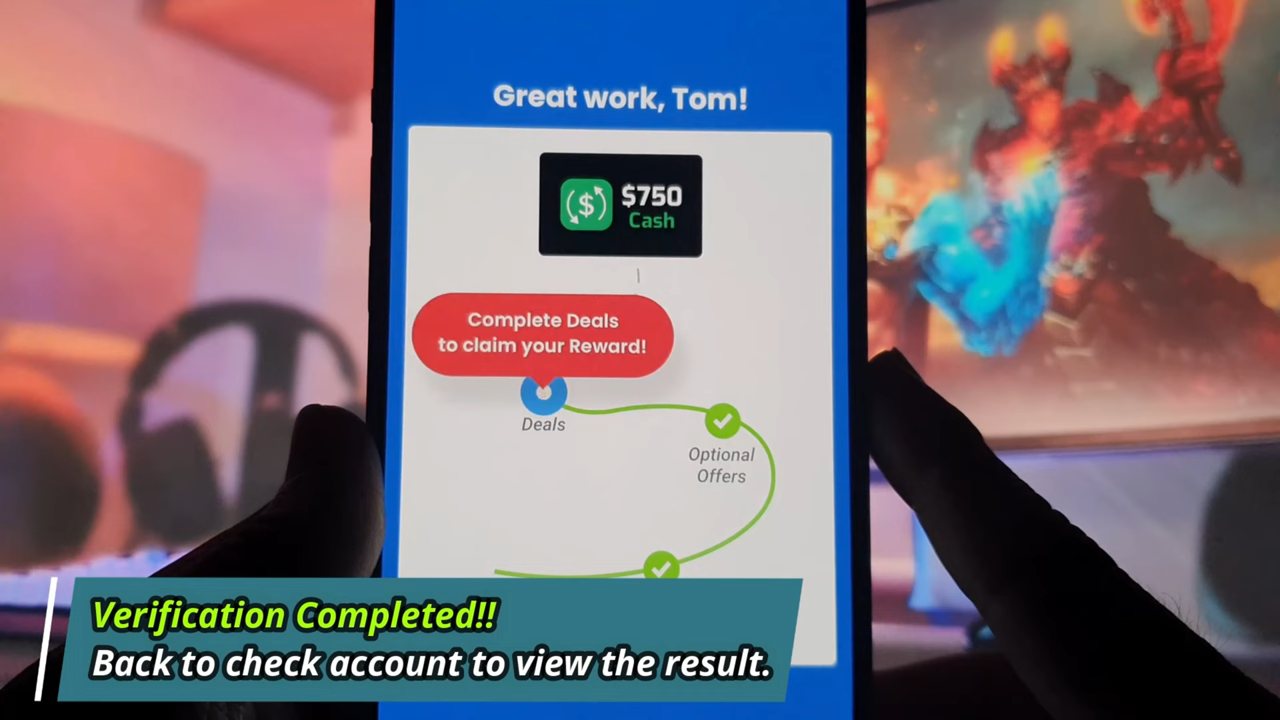 Great work, Tom!
$750
Cash
Complete Deals
to claim your Reward!
Deals
Optional
Offers
Verification Completed!!
Back to check account to view the result.